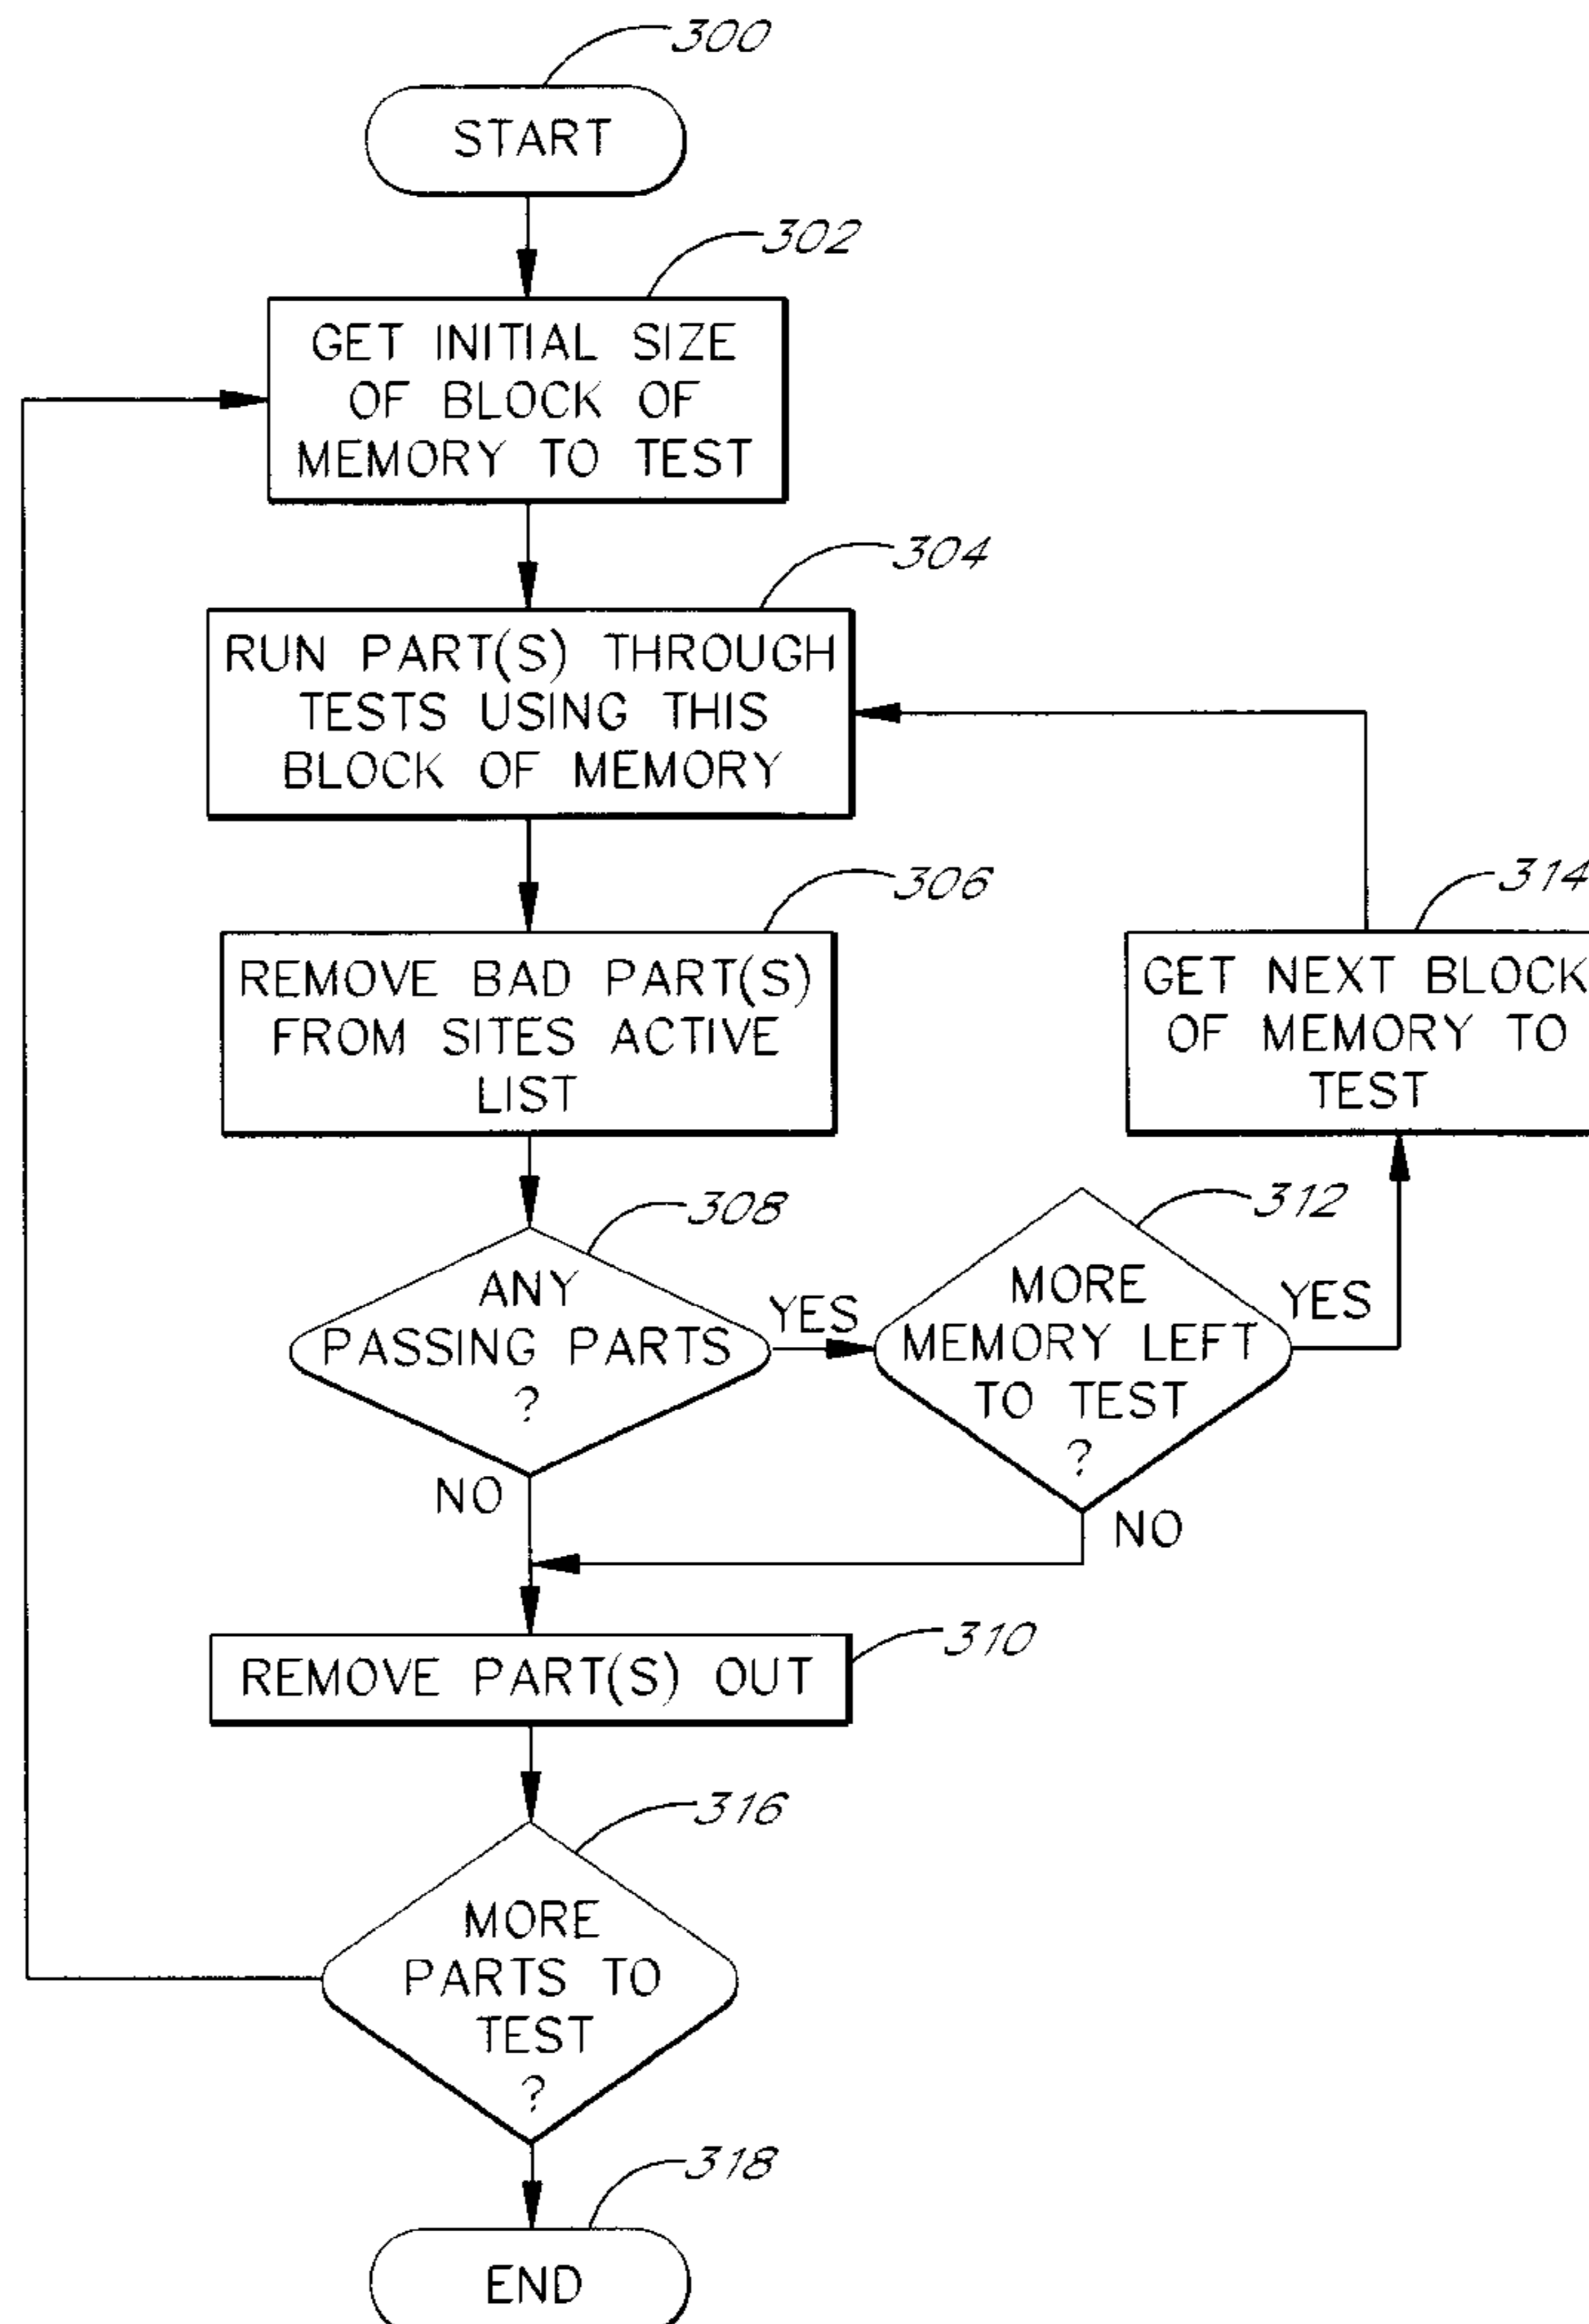 300
START
302
GET INITIAL SIZE
OF BLOCK OF
MEMORY TO TEST
304
RUN PART(S) THROUGH
TESTS USING THIS
BLOCK OF MEMORY
306
REMOVE BAD PART(S)
FROM SITES ACTIVE
LIST
314
GET NEXT BLOCK
OF MEMORY TO
TEST
308
ANY
PASSING PARTS
?
YES
NO
312
MORE
MEMORY LEFT
TO TEST
?
YES
NO
310
REMOVE PART(S) OUT
316
MORE
PARTS TO
TEST
?
318
END